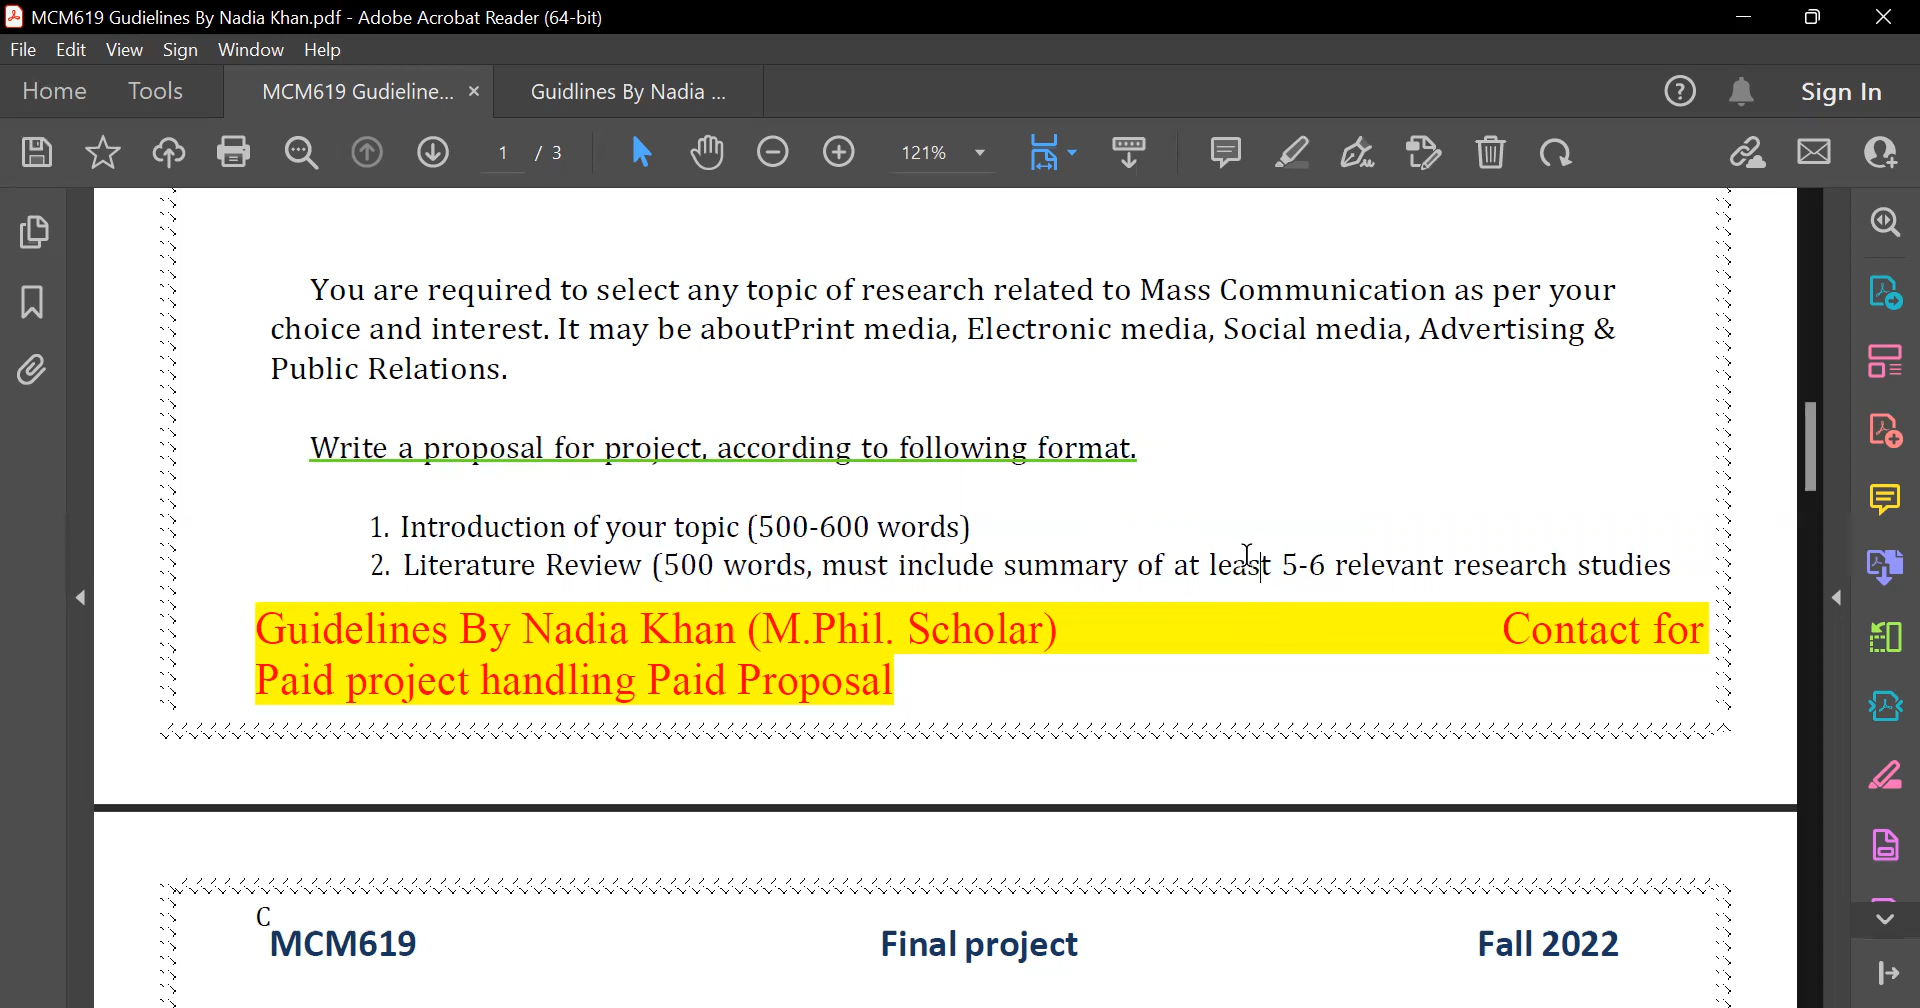 MCM619 Gudielines By Nadia Khan.pdf - Adobe Acrobat Reader (64-bit)
File Edit View Sign Window Help
Home Tools MCM619 Gudieline... × Guidlines By Nadia ... Sign In
1 / 3 121%
You are required to select any topic of research related to Mass Communication as per your
choice and interest. It may be aboutPrint media, Electronic media, Social media, Advertising &
Public Relations.
Write a proposal for project, according to following format.
1. Introduction of your topic (500-600 words)
2. Literature Review (500 words, must include summary of at least 5-6 relevant research studies
Guidelines By Nadia Khan (M.Phil. Scholar) Contact for
Paid project handling Paid Proposal
C
MCM619 Final project Fall 2022